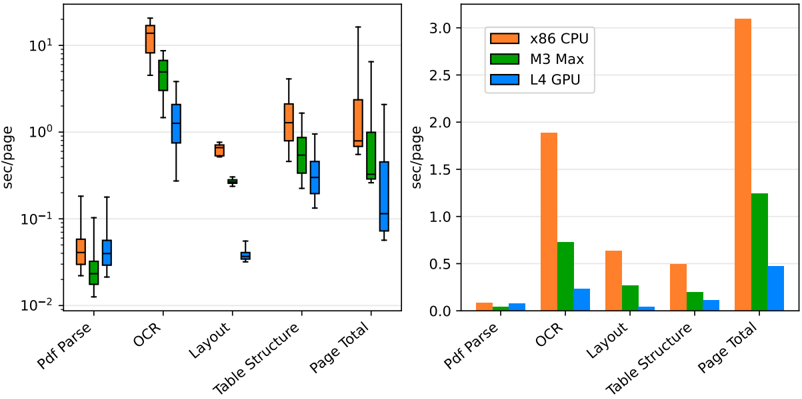 sec/page
10¹
10⁰
10⁻¹
10⁻²
Pdf Parse
OCR
Layout
Table Structure
Page Total
sec/page
3.0
2.5
2.0
1.5
1.0
0.5
0.0
x86 CPU
M3 Max
L4 GPU
Pdf Parse
OCR
Layout
Table Structure
Page Total